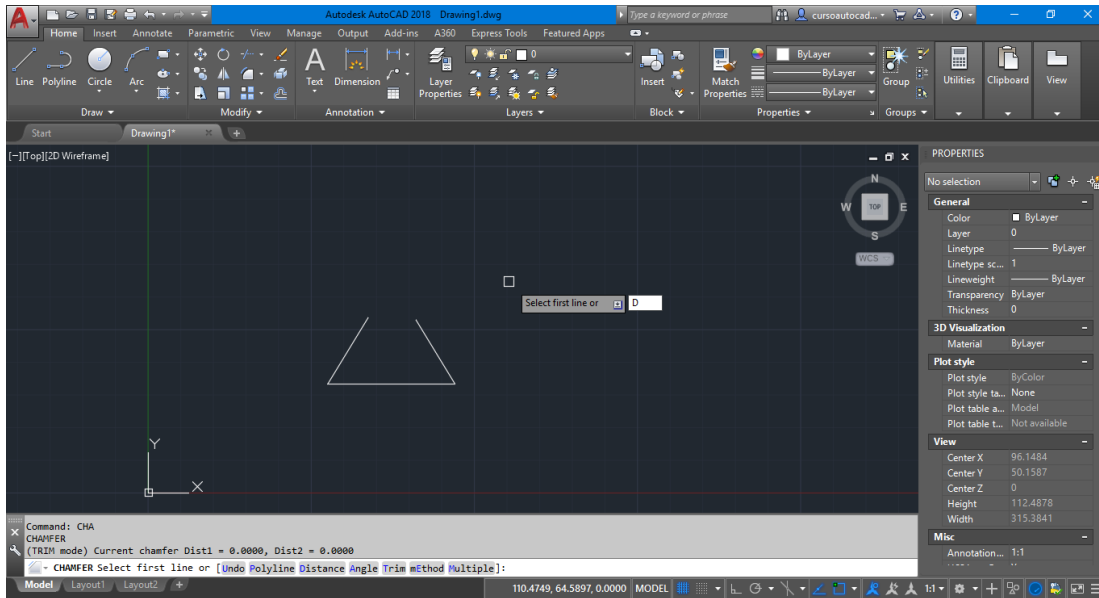 Autodesk AutoCAD 2018 Drawing1.dwg
Type a keyword or phrase
cursoautocad...
Home Insert Annotate Parametric View Manage Output Add-ins A360 Express Tools Featured Apps
Line Polyline Circle Arc
Text Dimension
Layer Properties
0
Insert
Match Properties
ByLayer
ByLayer
ByLayer
Group
Utilities Clipboard View
Draw Modify Annotation Layers Block Properties Groups
Start Drawing1* +
[−][Top][2D Wireframe]
N
W TOP E
S
WCS
Select first line or D
Y
X
PROPERTIES
No selection
General
Color ByLayer
Layer 0
Linetype ByLayer
Linetype sc... 1
Lineweight ByLayer
Transparency ByLayer
Thickness 0
3D Visualization
Material ByLayer
Plot style
Plot style ByColor
Plot style ta... None
Plot table a... Model
Plot table t... Not available
View
Center X 96.1484
Center Y 50.1587
Center Z 0
Height 112.4878
Width 315.3841
Misc
Annotation... 1:1
Command: CHA
CHAMFER
(TRIM mode) Current chamfer Dist1 = 0.0000, Dist2 = 0.0000
CHAMFER Select first line or [Undo Polyline Distance Angle Trim mEthod Multiple]:
Model Layout1 Layout2 +
110.4749, 64.5897, 0.0000 MODEL 1:1